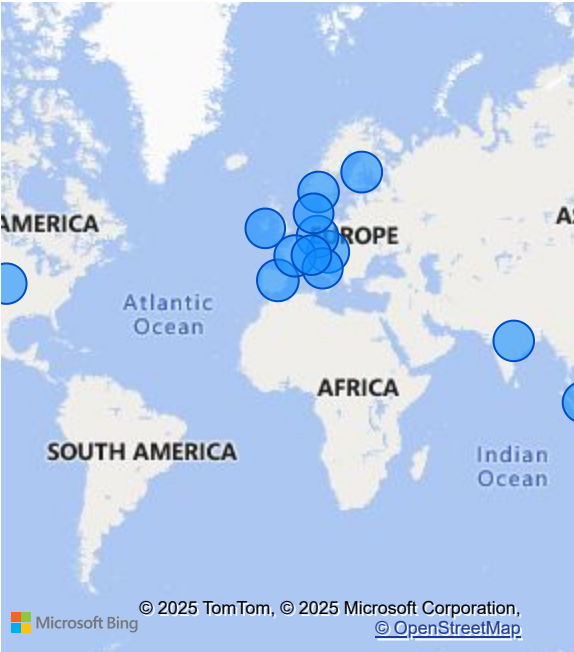 AMERICA
ROPE
A
Atlantic
Ocean
AFRICA
SOUTH AMERICA
Indian
Ocean
© 2025 TomTom, © 2025 Microsoft Corporation,
Microsoft Bing
© OpenStreetMap